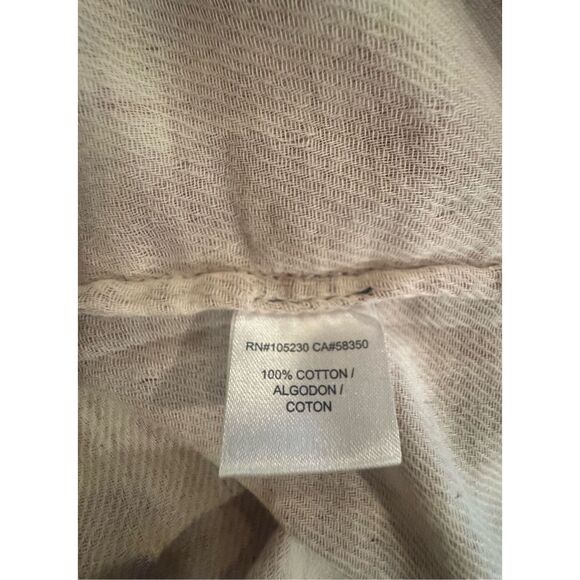 RN#105230 CA#58350
100% COTTON /
ALGODON /
COTON